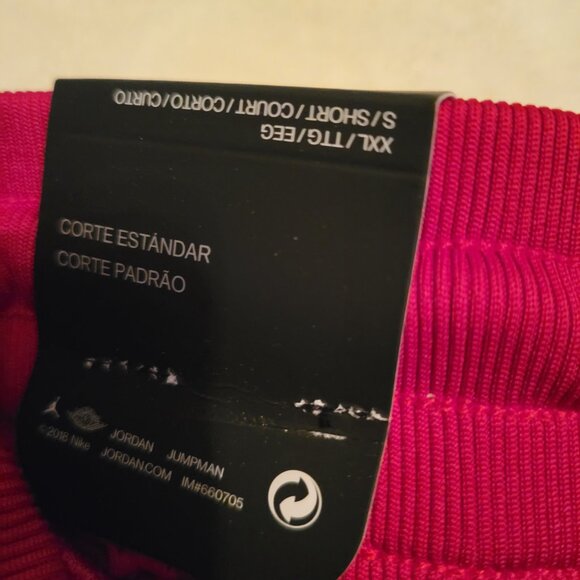 XXL / TTG / EEG
S / SHORT / COURT / CORTO / CURTO
CORTE ESTÁNDAR
CORTE PADRÃO
JORDAN JUMPMAN
© 2018 Nike JORDAN.COM IM#660705